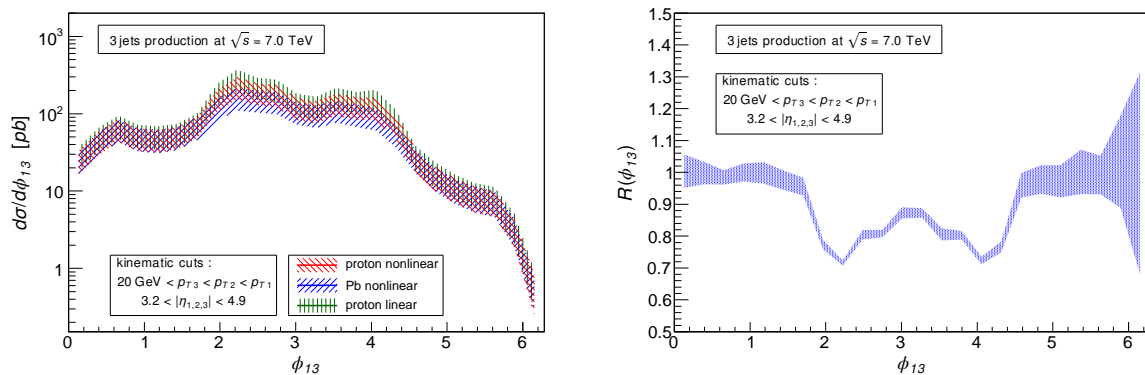 3 jets production at √s = 7.0 TeV
dσ/dϕ13 [pb]
10²
10²
10
1
kinematic cuts :
20 GeV < pT3 < pT2 < pT1
3.2 < |η1,2,3| < 4.9
proton nonlinear
Pb nonlinear
proton linear
0 1 2 3 4 5 6
ϕ13
3 jets production at √s = 7.0 TeV
kinematic cuts :
20 GeV < pT3 < pT2 < pT1
3.2 < |η1,2,3| < 4.9
R(ϕ13)
1.5
1.4
1.3
1.2
1.1
1
0.9
0.8
0.7
0.6
0.5
0 1 2 3 4 5 6
ϕ13